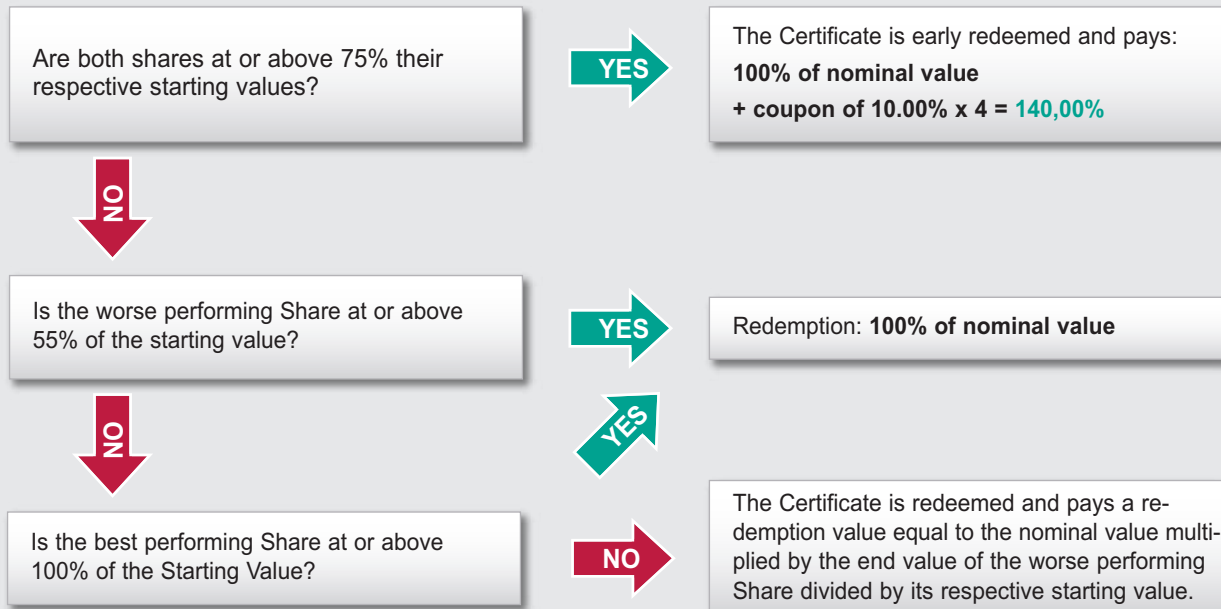 Are both shares at or above 75% their
respective starting values?
YES
The Certificate is early redeemed and pays:
100% of nominal value
+ coupon of 10.00% x 4 = 140,00%
NO
Is the worse performing Share at or above
55% of the starting value?
YES
Redemption: 100% of nominal value
NO
YES
Is the best performing Share at or above
100% of the Starting Value?
NO
The Certificate is redeemed and pays a re-
demption value equal to the nominal value multi-
plied by the end value of the worse performing
Share divided by its respective starting value.